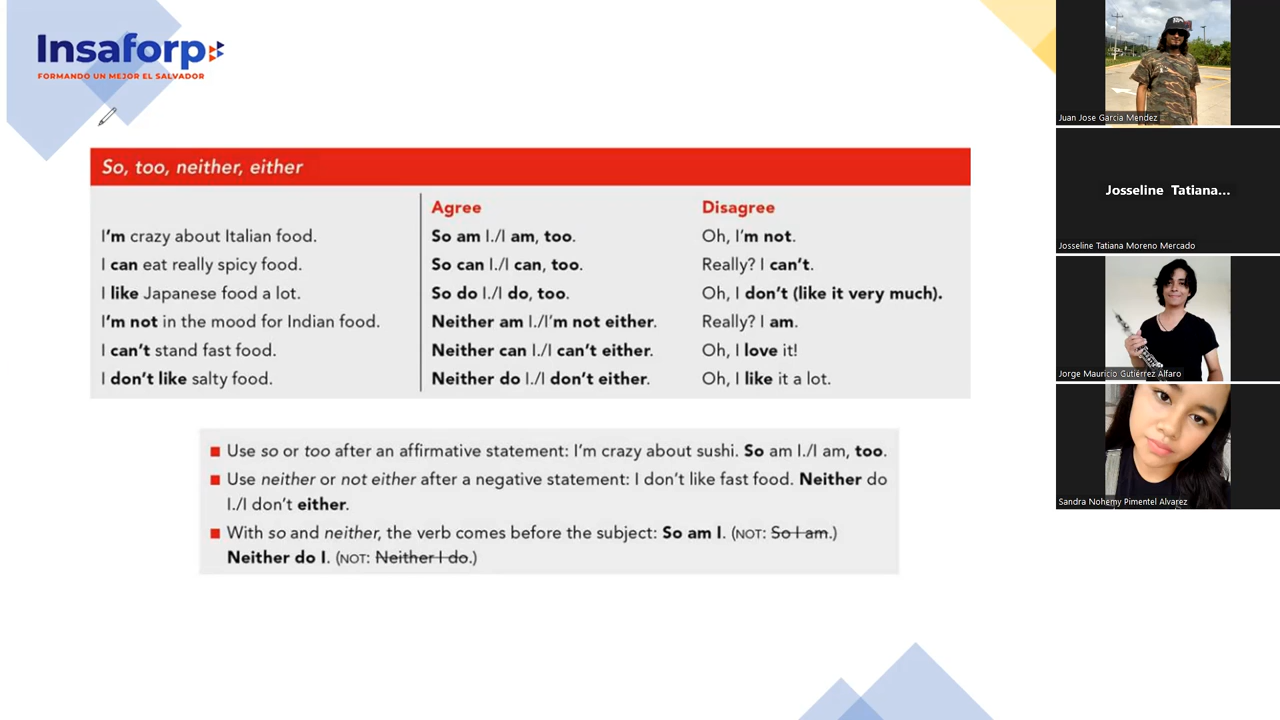 Insaforp
FORMANDO UN MEJOR EL SALVADOR
So, too, neither, either
Agree Disagree
I'm crazy about Italian food. So am I./I am, too. Oh, I'm not.
I can eat really spicy food. So can I./I can, too. Really? I can't.
I like Japanese food a lot. So do I./I do, too. Oh, I don't (like it very much).
I'm not in the mood for Indian food. Neither am I./I'm not either. Really? I am.
I can't stand fast food. Neither can I./I can't either. Oh, I love it!
I don't like salty food. Neither do I./I don't either. Oh, I like it a lot.
Use so or too after an affirmative statement: I'm crazy about sushi. So am I./I am, too.
Use neither or not either after a negative statement: I don't like fast food. Neither do
I./I don't either.
With so and neither, the verb comes before the subject: So am I. (NOT: So I am.)
Neither do I. (NOT: Neither I do.)
Juan Jose Garcia Mendez
Josseline Tatiana...
Josseline Tatiana Moreno Mercado
Jorge Mauricio Gutiérrez Alfaro
Sandra Nohemy Pimentel Alvarez